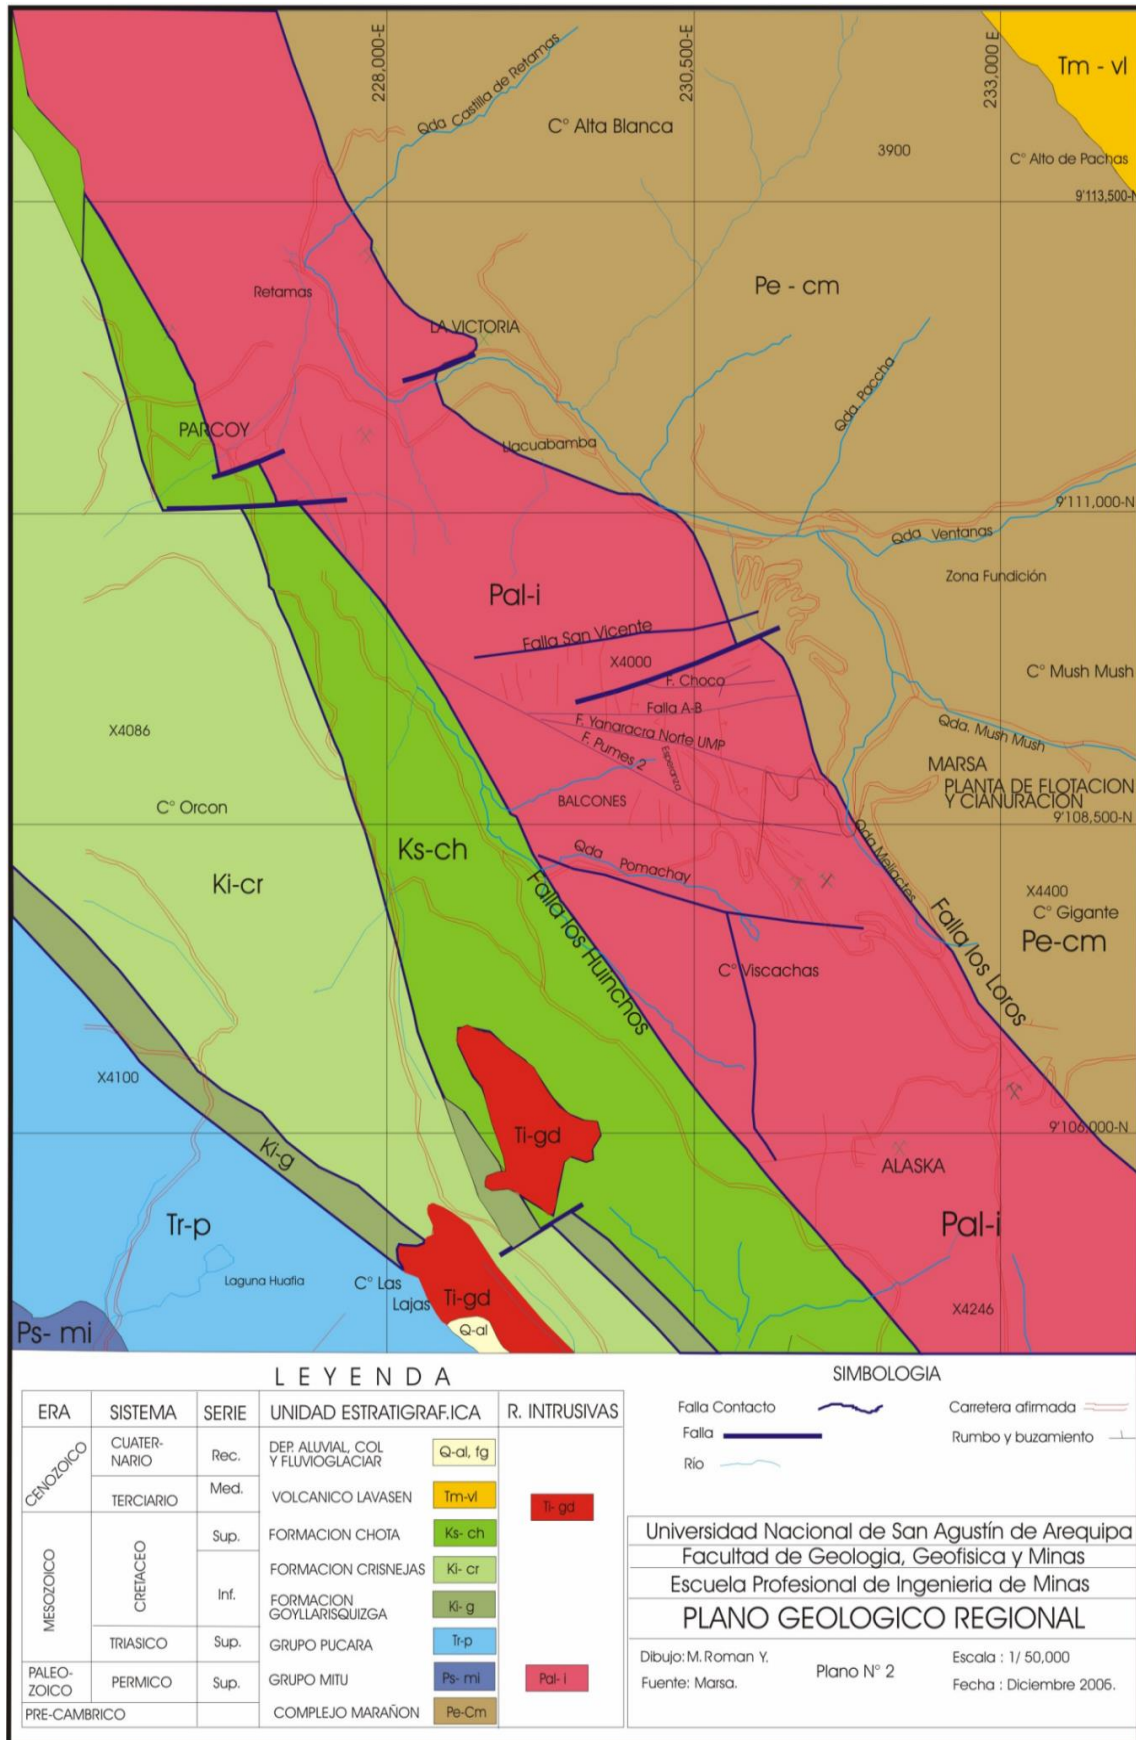 228,000-E
230,500-E
233,000 E
Tm - vl
Qda Castilla de Retamas
C° Alta Blanca
3900
C° Alto de Pachas
9'113,500-N
Pe - cm
Retamas
LA VICTORIA
Qda. Paccha
PARCOY
Llacuabamba
9'111,000-N
Qda Ventanas
Zona Fundición
Pal-i
Falla San Vicente
X4000
F. Choco
C° Mush Mush
Falla A-B
F. Yanaracra Norte UMP
F. Pumes 2
Esperanza
Qda. Mush Mush
X4086
MARSA
PLANTA DE FLOTACION
Y CIANURACIÓN
BALCONES
C° Orcon
9'108,500-N
Ks-ch
Qda Pomachay
Qda Meliactes
Ki-cr
X4400
C° Gigante
Falla los Huinchos
Falla los Loros
Pe-cm
C° Viscachas
X4100
Ti-gd
9'106,000-N
Ki-g
ALASKA
Tr-p
Pal-i
Laguna Huafia
C° Las
Lajas
Ti-gd
X4246
Q-al
Ps- mi
L E Y E N D A
ERA SISTEMA SERIE UNIDAD ESTRATIGRAF.ICA R. INTRUSIVAS
CENOZOICO
CUATER-
NARIO
Rec.
DEP. ALUVIAL, COL
Y FLUVIOGLACIAR
Q-al, fg
TERCIARIO Med. VOLCANICO LAVASEN Tm-vl Ti- gd
MESOZOICO
CRETACEO
Sup. FORMACION CHOTA Ks- ch
Inf.
FORMACION CRISNEJAS Ki- cr
FORMACION
GOYLLARISQUIZGA
Ki- g
TRIASICO Sup. GRUPO PUCARA Tr-p
PALEO-
ZOICO
PERMICO Sup. GRUPO MITU Ps- mi Pal- I
PRE-CAMBRICO COMPLEJO MARAÑON Pe-Cm
SIMBOLOGIA
Falla Contacto
Carretera afirmada
Falla
Rumbo y buzamiento
Río
Universidad Nacional de San Agustín de Arequipa
Facultad de Geologia, Geofisica y Minas
Escuela Profesional de Ingenieria de Minas
PLANO GEOLOGICO REGIONAL
Dibujo: M. Roman Y.
Plano N° 2
Escala : 1/ 50,000
Fuente: Marsa.
Fecha : Diciembre 2006.